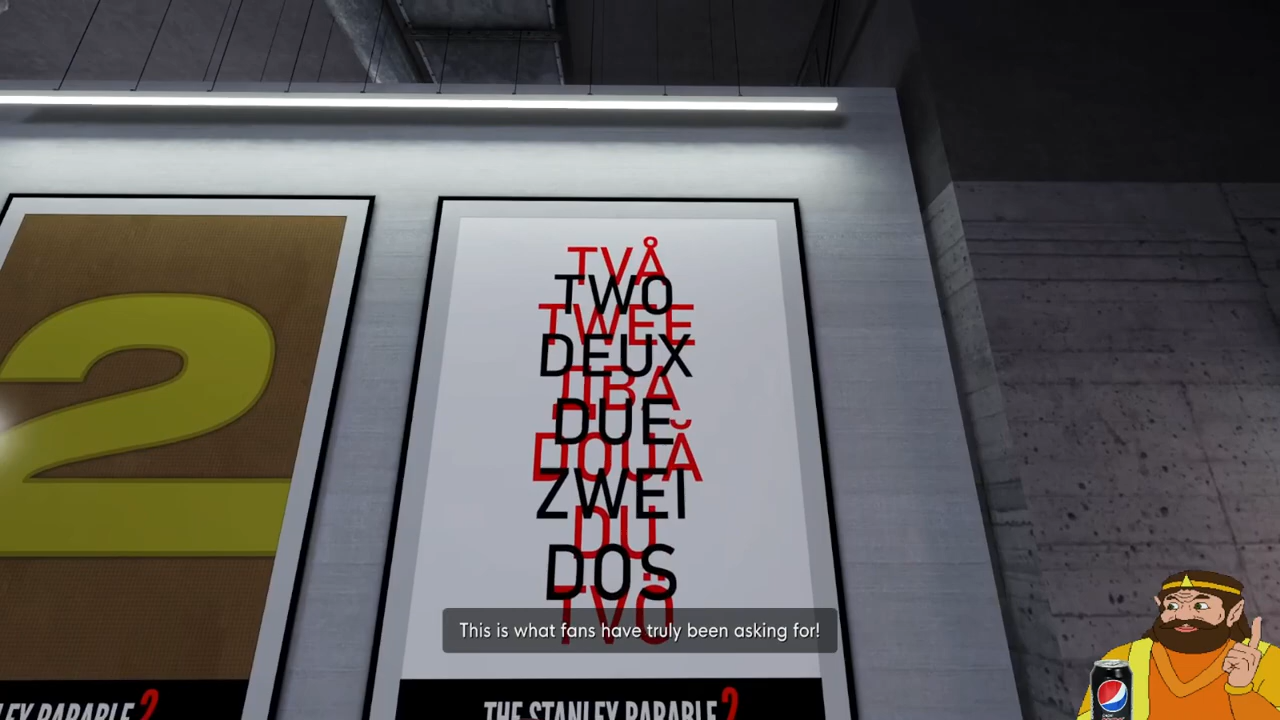 2
TVÅ
TWO
TWEE
DEUX
DUE
DOUĂ
ZWEI
DU
DOS
TVÖ
This is what fans have truly been asking for!
LEY PARABLE 2
THE STANLEY PARABLE 2